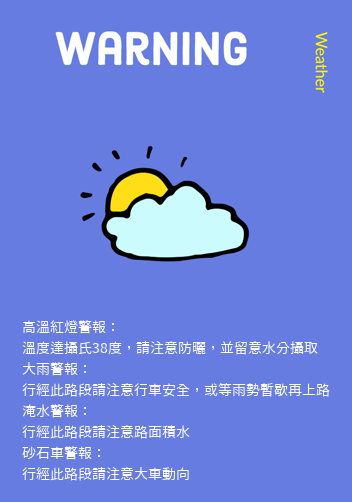 WARNING
Weather
高溫紅燈警報：
溫度達攝氏38度，請注意防曬，並留意水分攝取
大雨警報：
行經此路段請注意行車安全，或等雨勢暫歇再上路
淹水警報：
行經此路段請注意路面積水
砂石車警報：
行經此路段請注意大車動向